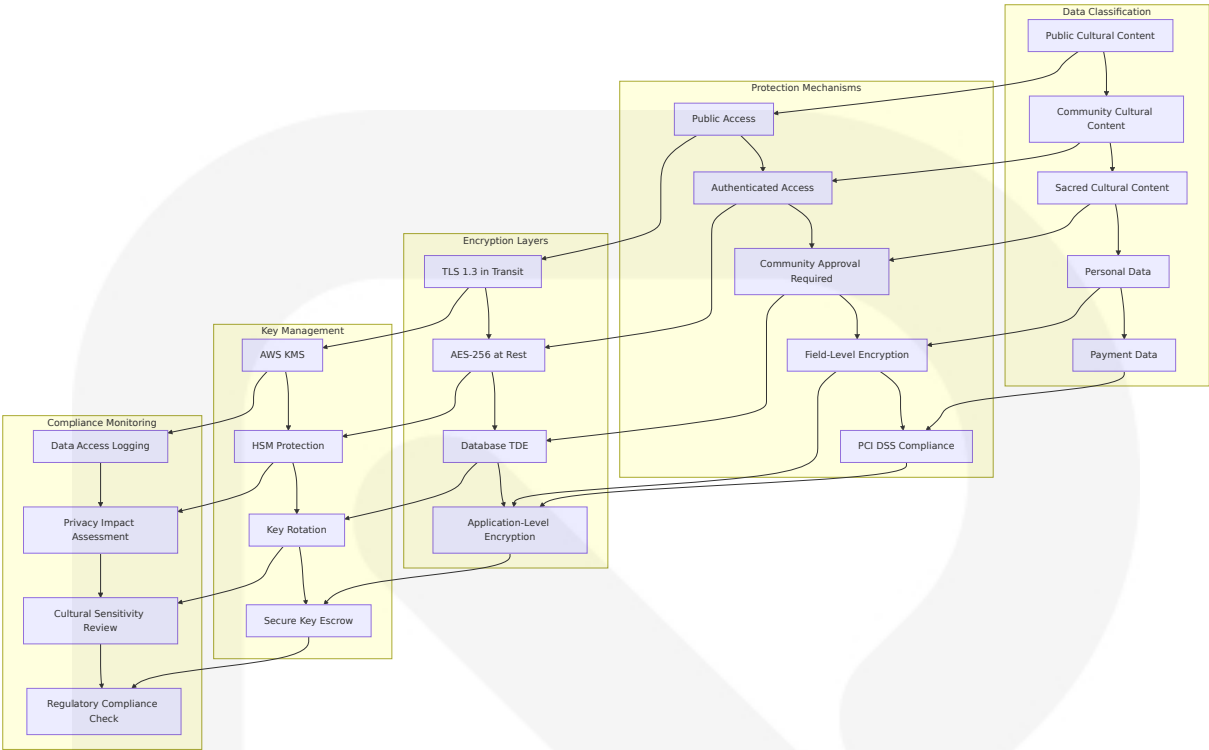 Data Classification
Public Cultural Content
Community Cultural
Content
Sacred Cultural Content
Personal Data
Payment Data
Protection Mechanisms
Public Access
Authenticated Access
Community Approval
Required
Field-Level Encryption
PCI DSS Compliance
Encryption Layers
TLS 1.3 in Transit
AES-256 at Rest
Database TDE
Application-Level
Encryption
Key Management
AWS KMS
HSM Protection
Key Rotation
Secure Key Escrow
Compliance Monitoring
Data Access Logging
Privacy Impact
Assessment
Cultural Sensitivity
Review
Regulatory Compliance
Check